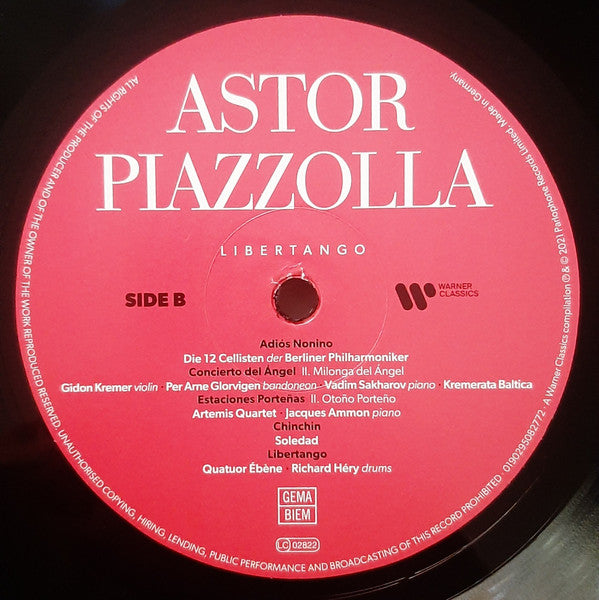 ASTOR
PIAZZOLLA
LIBERTANGO
SIDE B
WARNER
CLASSICS
Adiós Nonino
Die 12 Cellisten der Berliner Philharmoniker
Concierto del Ángel II. Milonga del Ángel
Gidon Kremer violin · Per Arne Glorvigen bandoneon · Vadim Sakharov piano · Kremerata Baltica
Estaciones Porteñas II. Otoño Porteño
Artemis Quartet · Jacques Ammon piano
Chinchin
Soledad
Libertango
Quatuor Ébène · Richard Héry drums
GEMA
BIEM
LC 02822
ALL RIGHTS OF THE PRODUCER AND OF THE OWNER OF THE WORK REPRODUCED RESERVED. UNAUTHORISED COPYING, HIRING, LENDING, PUBLIC PERFORMANCE AND BROADCASTING OF THIS RECORD PROHIBITED · 0190295082772 · A Warner Classics compilation ℗ & © 2021 Parlophone Records Limited. Made in Germany.